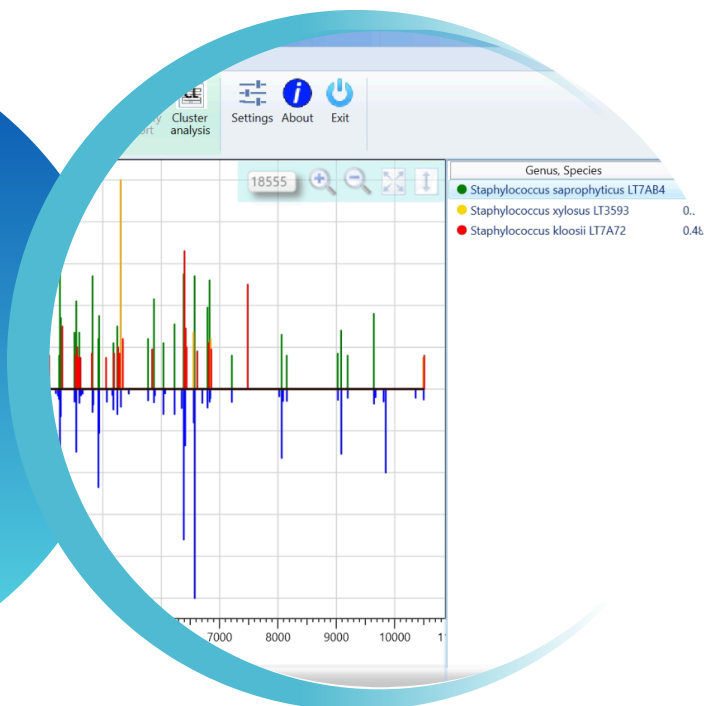 Cluster
analysis
Settings About Exit
18555
Genus, Species
Staphylococcus saprophyticus LT7AB4
Staphylococcus xylosus LT3593 0..
Staphylococcus kloosii LT7A72
7000 8000 9000 10000